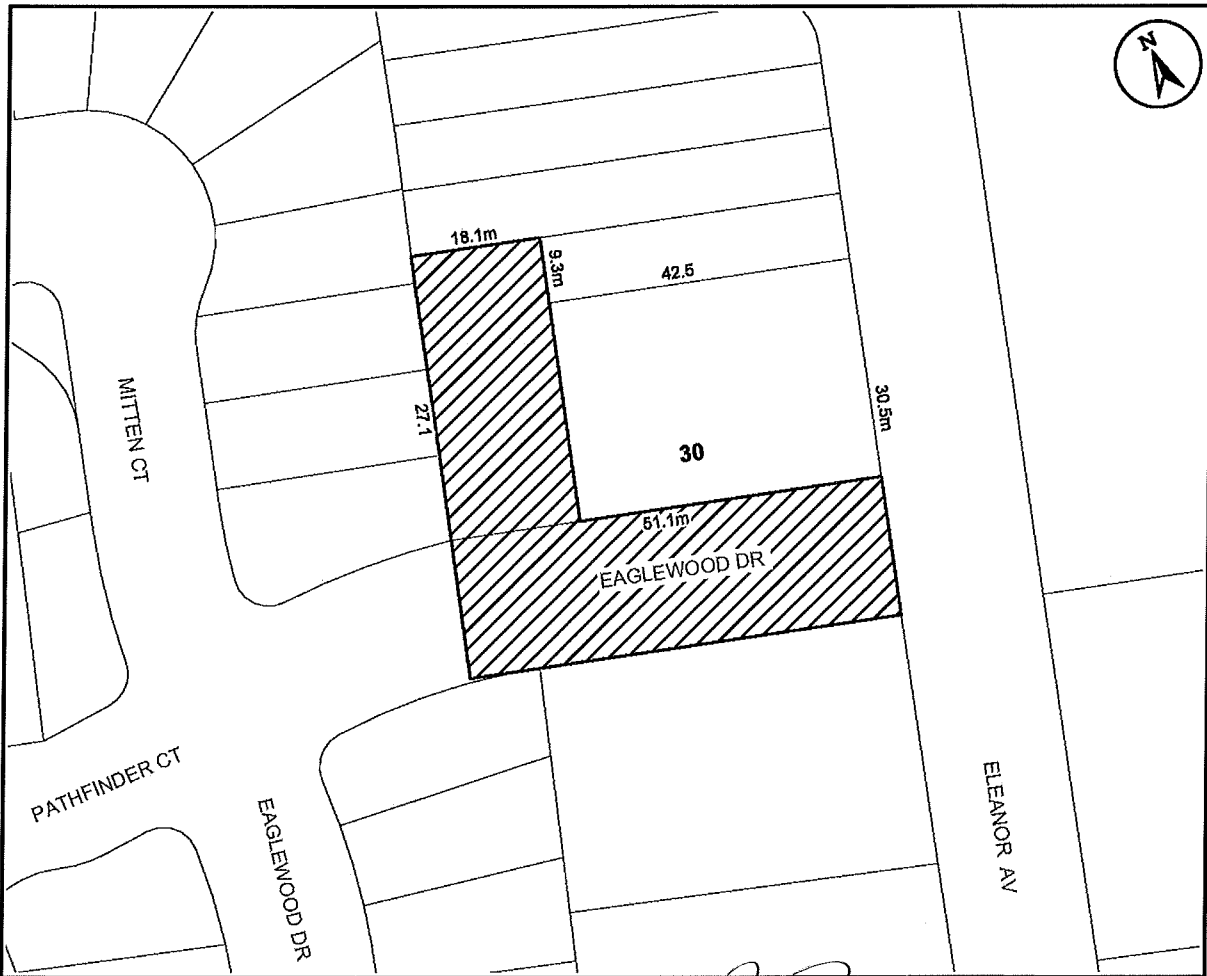 N
18.1m
9.3m
42.5
MITTEN CT
27.1
30.5m
30
51.1m
EAGLEWOOD DR
PATHFINDER CT
EAGLEWOOD DR
ELEANOR AV